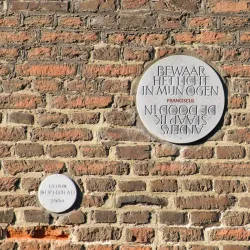 BEWAAR
HET LICHT
IN MIJN OGEN
FRANCISCUS
ANDERS
SLAAP IK
DE DOOD IN